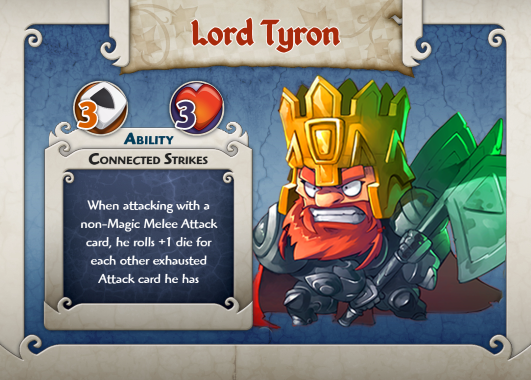 Lord Tyron
3 3
Ability
Connected Strikes
When attacking with a
non-Magic Melee Attack
card, he rolls +1 die for
each other exhausted
Attack card he has